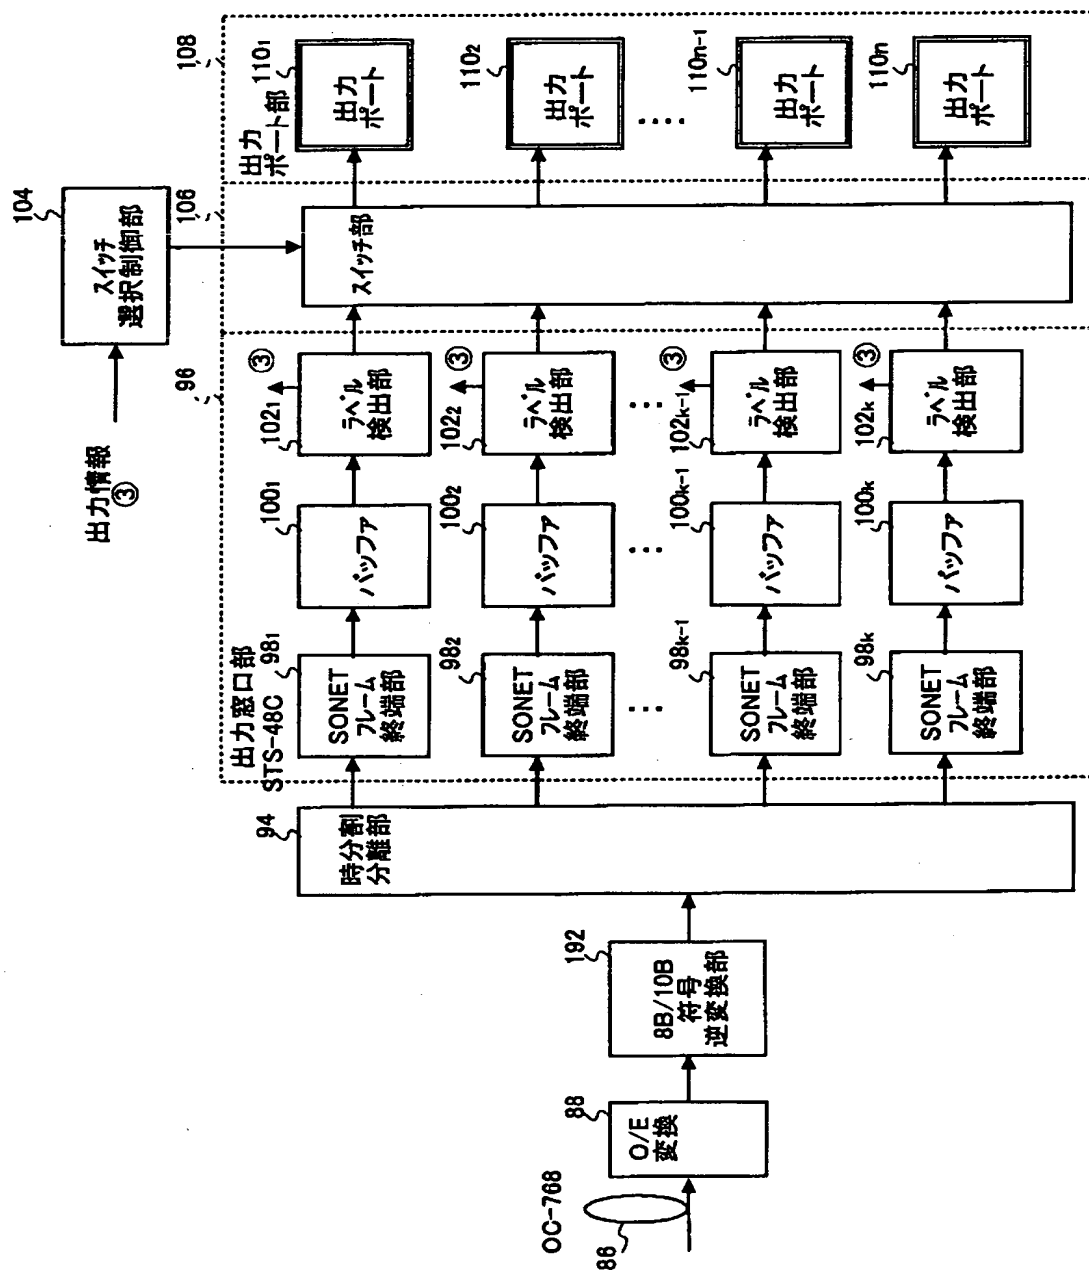 OC-768
86
O/E
変換
88
8B/10B
符号
逆変換部
192
時分割
分離部
94
出力窓口部
STS-48C
96
SONET
フレーム
終端部
98₁
バッファ
100₁
ラベル
検出部
102₁
③
SONET
フレーム
終端部
98₂
バッファ
100₂
ラベル
検出部
102₂
③
SONET
フレーム
終端部
98k-1
バッファ
100k-1
ラベル
検出部
102k-1
③
SONET
フレーム
終端部
98k
バッファ
100k
ラベル
検出部
102k
③
出力情報
③
スイッチ
選択制御部
104
スイッチ部
106
出力
ポート部
108
出力
ポート
110₁
出力
ポート
110₂
出力
ポート
110n-1
出力
ポート
110n